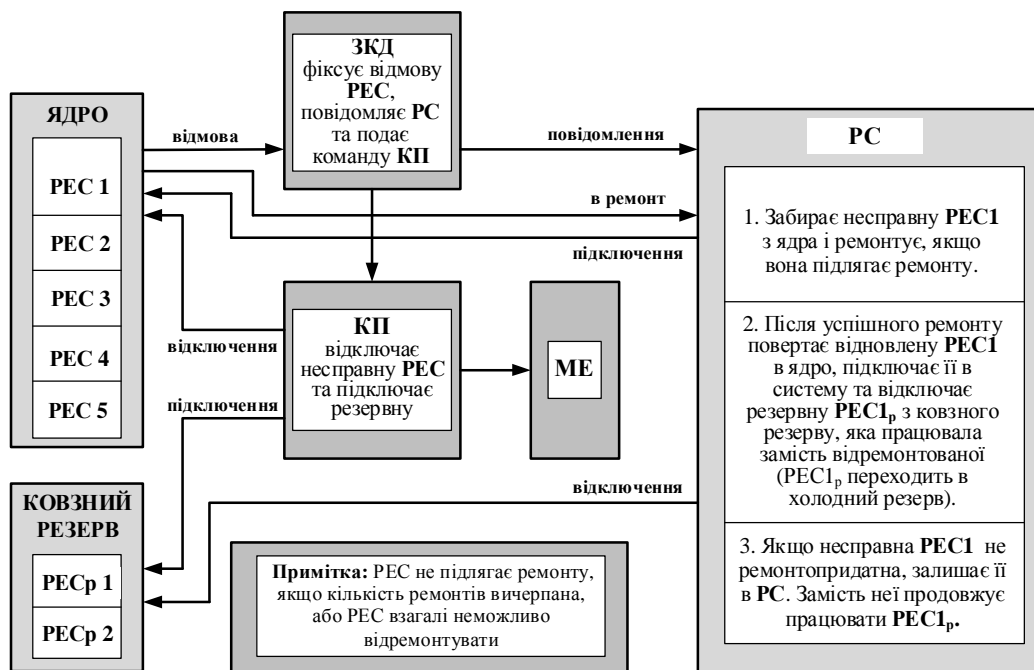 ЯДРО
РЕС 1
РЕС 2
РЕС 3
РЕС 4
РЕС 5
відмова
ЗКД
фіксує відмову
РЕС,
повідомляє РС
та подає
команду КП
повідомлення
в ремонт
підключення
КП
відключає
несправну РЕС
та підключає
резервну
відключення
підключення
МЕ
відключення
КОВЗНИЙ
РЕЗЕРВ
РЕСр 1
РЕСр 2
Примітка: РЕС не підлягає ремонту,
якщо кількість ремонтів вичерпана,
або РЕС взагалі неможливо
відремонтувати
РС
1. Забирає несправну РЕС1
з ядра і ремонтує, якщо
вона підлягає ремонту.
2. Після успішного ремонту
повертає відновлену РЕС1
в ядро, підключає її в
систему та відключає
резервну РЕС1р з ковзного
резерву, яка працювала
замість відремонтованої
(РЕС1р переходить в
холодний резерв).
3. Якщо несправна РЕС1 не
ремонтопридатна, залишає її
в РС. Замість неї продовжує
працювати РЕС1р.